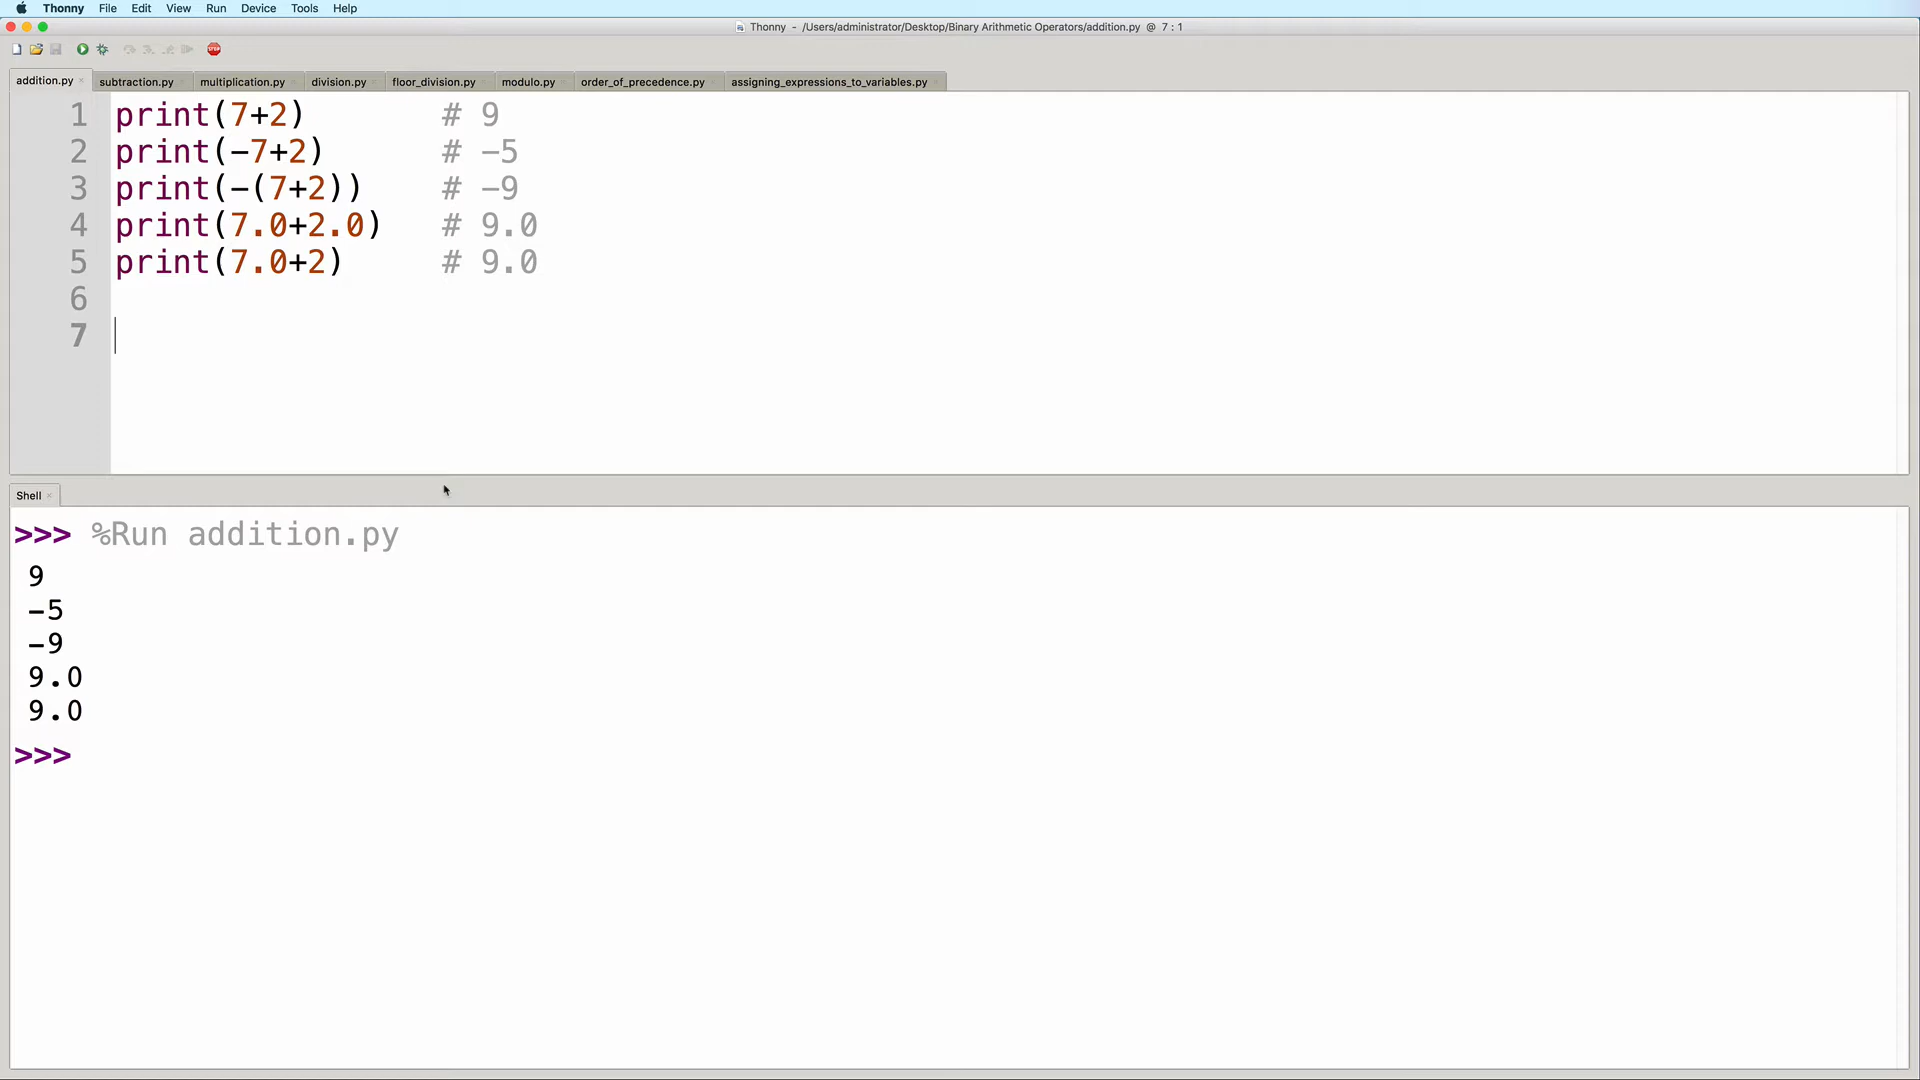 Thonny File Edit View Run Device Tools Help
Thonny - /Users/administrator/Desktop/Binary Arithmetic Operators/addition.py @ 7 : 1
STOP
addition.py × subtraction.py multiplication.py division.py floor_division.py modulo.py order_of_precedence.py assigning_expressions_to_variables.py
1 print(7+2) # 9
2 print(-7+2) # -5
3 print(-(7+2)) # -9
4 print(7.0+2.0) # 9.0
5 print(7.0+2) # 9.0
6
7
Shell ×
>>> %Run addition.py
9
-5
-9
9.0
9.0
>>>